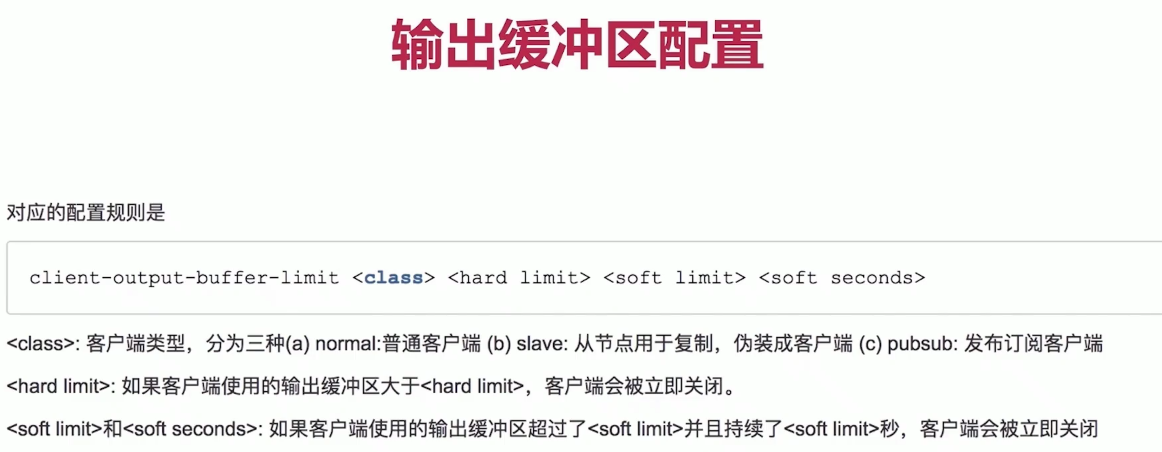 输出缓冲区配置
对应的配置规则是
client-output-buffer-limit <class> <hard limit> <soft limit> <soft seconds>
<class>: 客户端类型，分为三种(a) normal:普通客户端 (b) slave: 从节点用于复制，伪装成客户端 (c) pubsub: 发布订阅客户端
<hard limit>: 如果客户端使用的输出缓冲区大于<hard limit>，客户端会被立即关闭。
<soft limit>和<soft seconds>: 如果客户端使用的输出缓冲区超过了<soft limit>并且持续了<soft limit>秒，客户端会被立即关闭